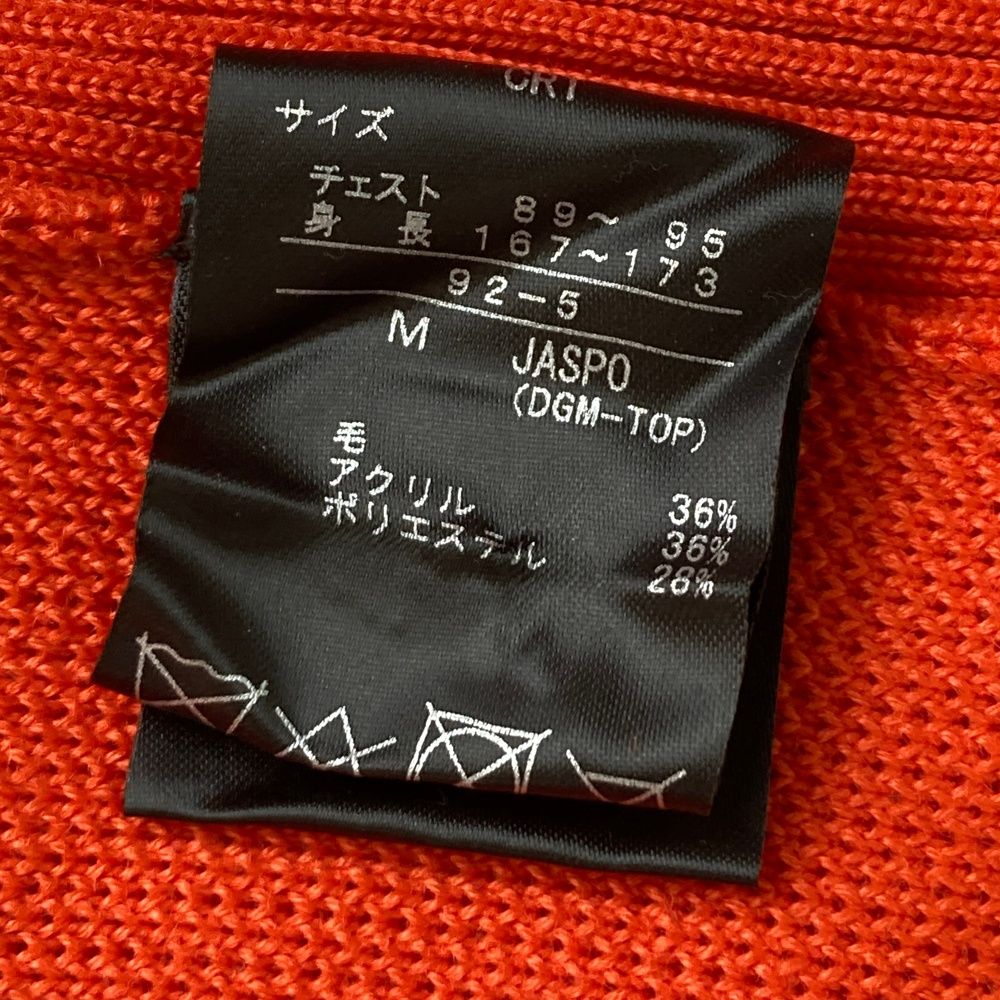 CRT
サイズ
チェスト 89～95
身長 167～173
92-5
M JASPO
(DGM-TOP)
毛 36%
アクリル 36%
ポリエステル 28%